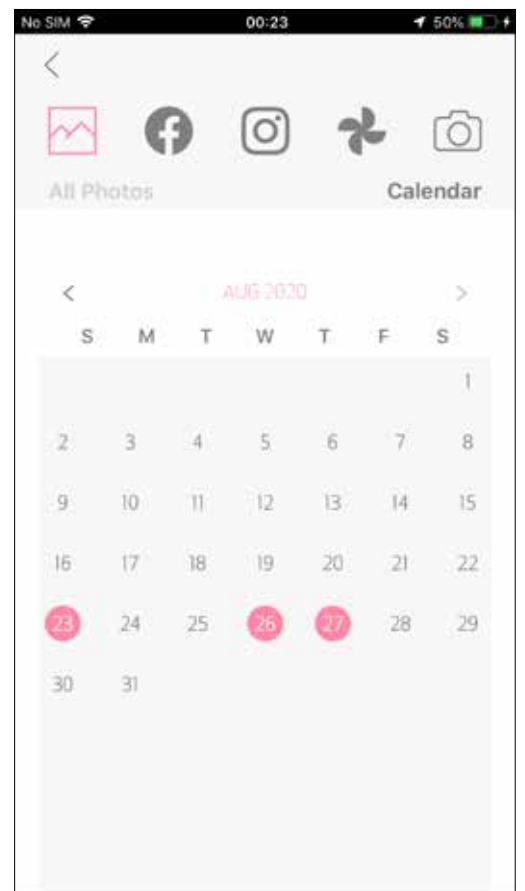 No SIM 00:23 50%
All Photos Calendar
< AUG 2020 >
S M T W T F S
1
2 3 4 5 6 7 8
9 10 11 12 13 14 15
16 17 18 19 20 21 22
23 24 25 26 27 28 29
30 31